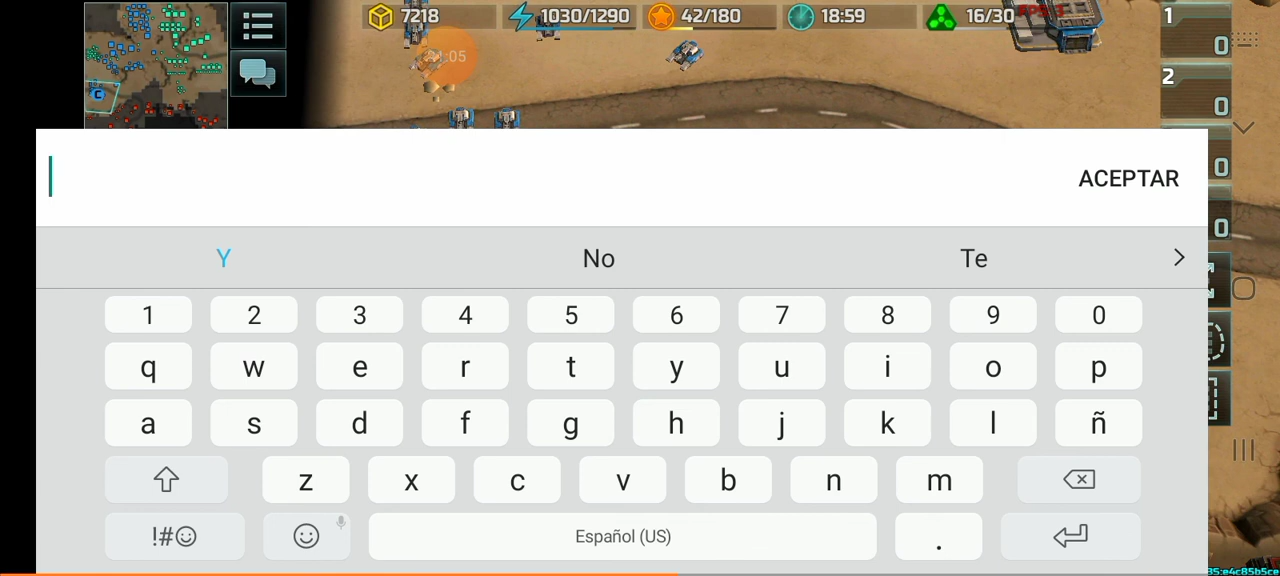 7218 1030/1290 42/180 18:59 16/30
1
0
2
0
0
0
ACEPTAR
Y No Te
1 2 3 4 5 6 7 8 9 0
q w e r t y u i o p
a s d f g h j k l ñ
z x c v b n m
!#☺ Español (US) .